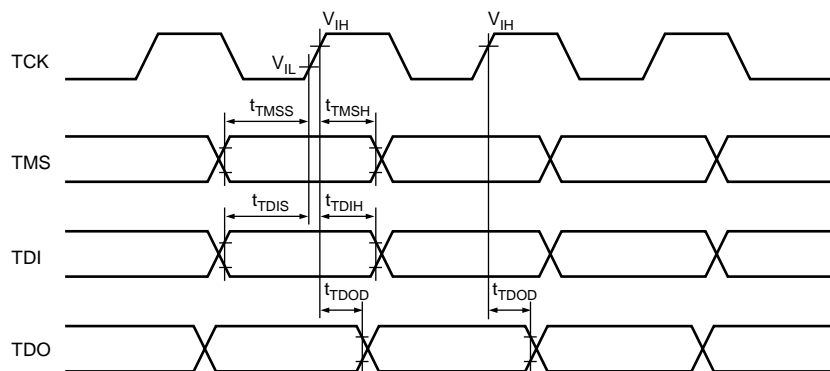 V_IH
V_IH
TCK
V_IL
t_TMSS
t_TMSH
TMS
t_TDIS
t_TDIH
TDI
t_TDOD
t_TDOD
TDO